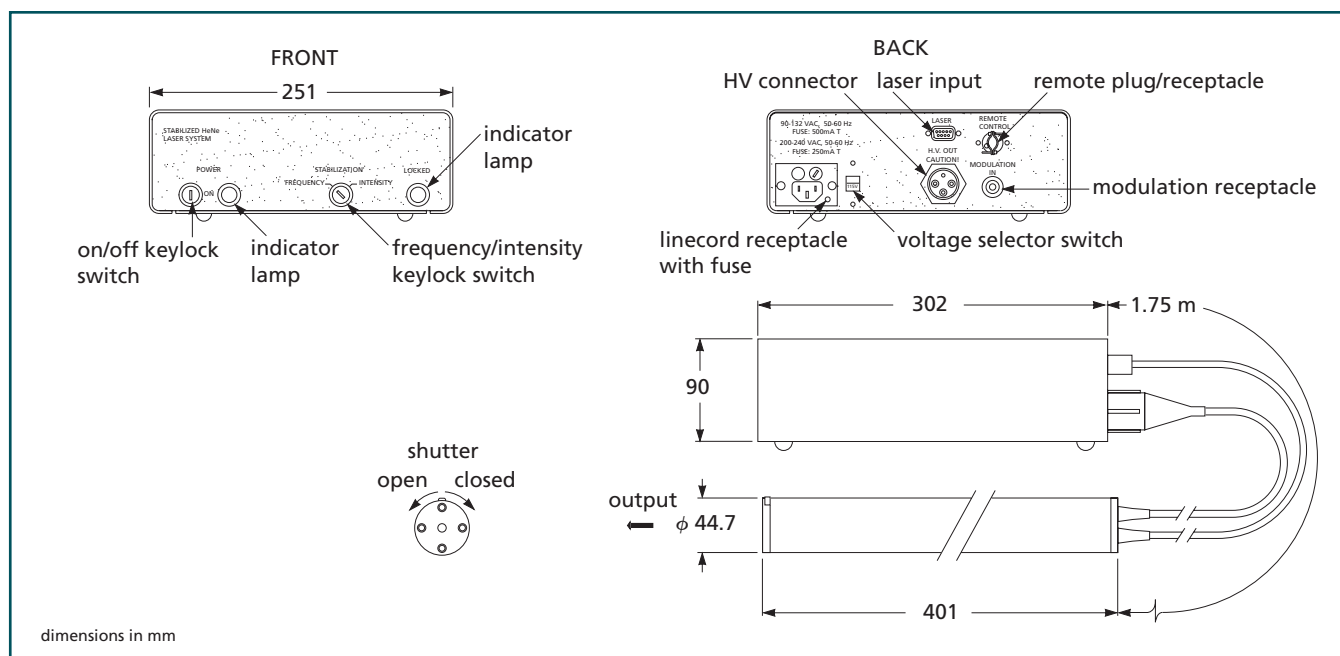 FRONT
251
STABILIZED HeNe
LASER SYSTEM
POWER
ON
STABILIZATION
FREQUENCY
INTENSITY
LOCKED
indicator
lamp
on/off keylock
switch
indicator
lamp
frequency/intensity
keylock switch
BACK
HV connector
laser input
remote plug/receptacle
90-132 VAC, 50-60 Hz
FUSE: 500mA T
200-240 VAC, 50-60 Hz
FUSE: 250mA T
LASER
REMOTE
CONTROL
H.V. OUT
CAUTION!
MODULATION
IN
115V
modulation receptacle
linecord receptacle
with fuse
voltage selector switch
302
1.75 m
90
shutter
open
closed
output
ϕ 44.7
401
dimensions in mm